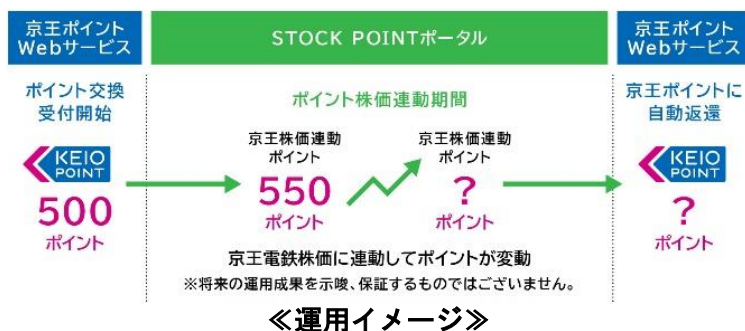 京王ポイント
Webサービス
STOCK POINTポータル
京王ポイント
Webサービス
ポイント交換
受付開始
KEIO
POINT
500
ポイント
ポイント株価連動期間
京王株価連動
ポイント
550
ポイント
京王株価連動
ポイント
?
ポイント
京王電鉄株価に連動してポイントが変動
※将来の運用成果を示唆、保証するものではございません。
京王ポイントに
自動返還
KEIO
POINT
?
ポイント
≪運用イメージ≫